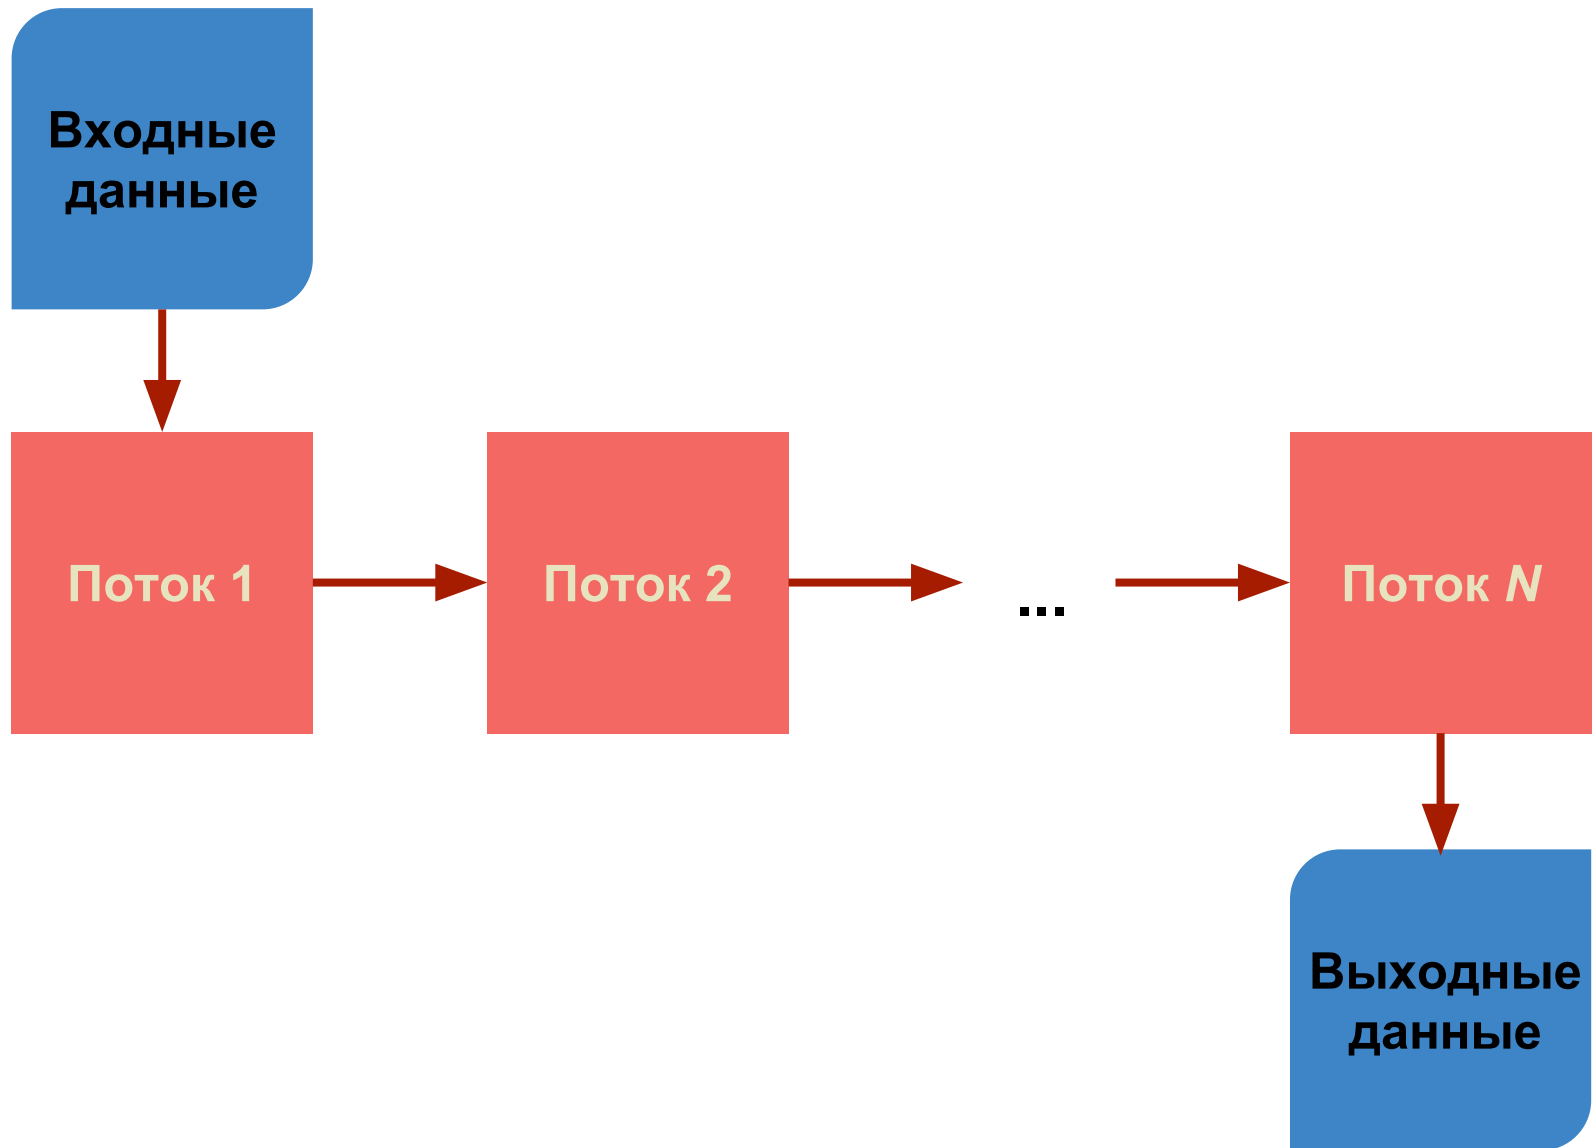 Входные
данные
Поток 1
Поток 2
...
Поток N
Выходные
данные